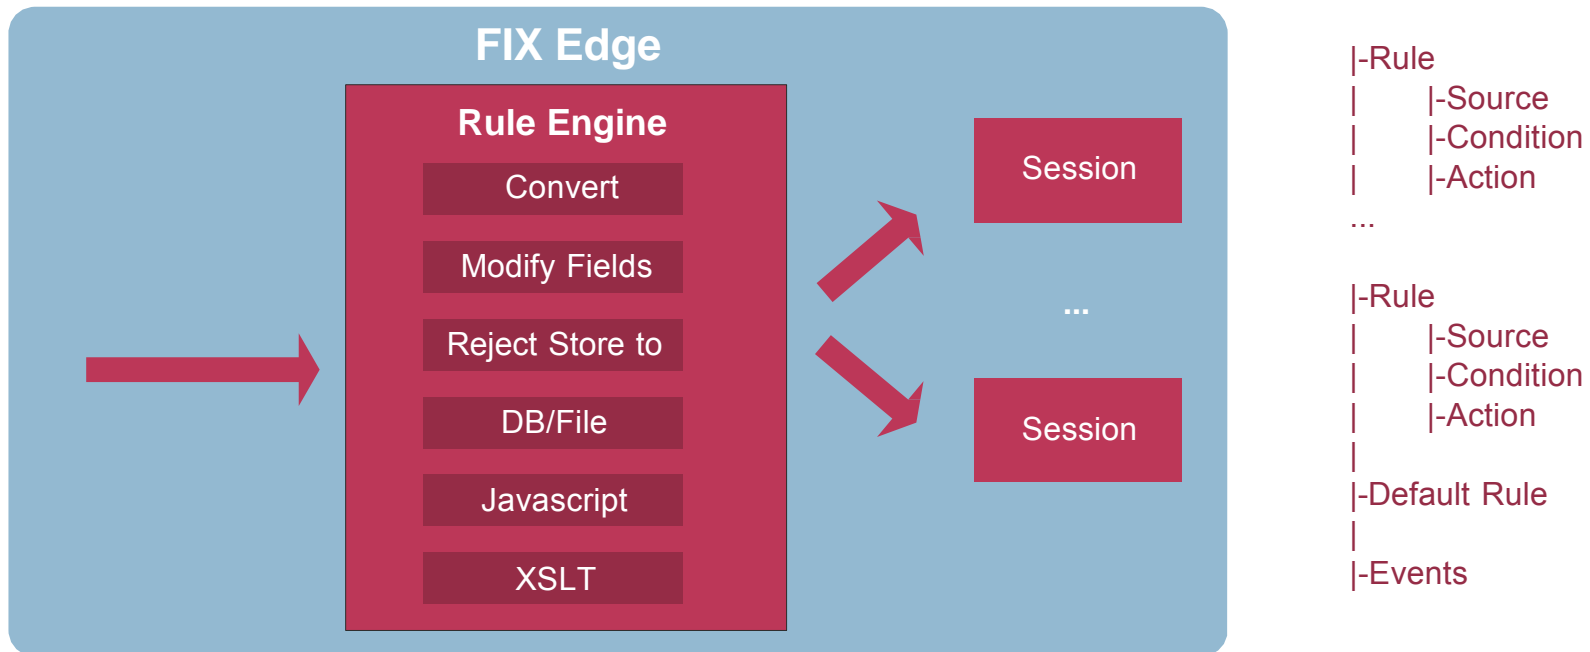 FIX Edge
Rule Engine
Convert
Modify Fields
Reject Store to
DB/File
Javascript
XSLT
Session
...
Session
|-Rule
| |-Source
| |-Condition
| |-Action
...
|-Rule
| |-Source
| |-Condition
| |-Action
|
|-Default Rule
|
|-Events